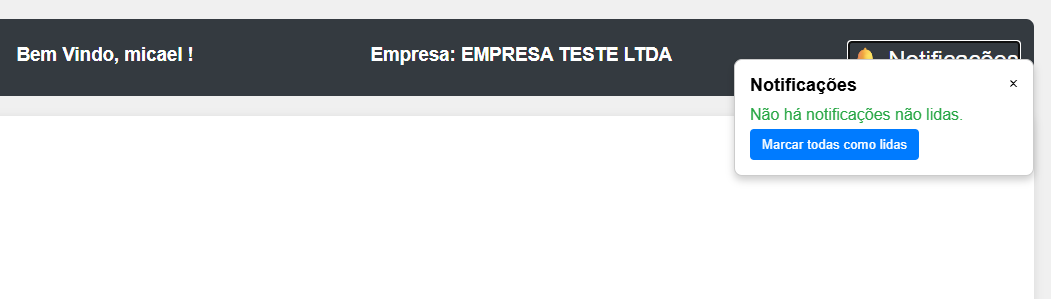 Bem Vindo, micael !
Empresa: EMPRESA TESTE LTDA
Notificações
Notificações
×
Não há notificações não lidas.
Marcar todas como lidas